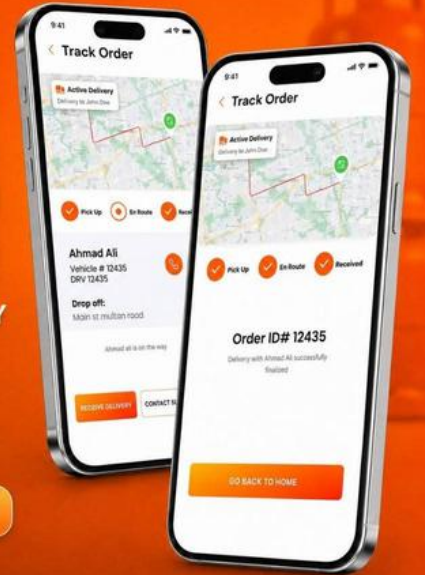 9:41
Track Order
Active Delivery
Delivery to John Doe
Pick Up
En Route
Ahmad Ali
Vehicle # 12435
DRV 12435
Drop off:
Main st multan road
Ahmad ali is on the way
RECEIVE DELIVERY
CONTACT
Y
9:41
Track Order
Active Delivery
Delivery to John Doe
Pick Up
En Route
Received
Order ID# 12435
Delivery with Ahmad Ali successfully
finalized
GO BACK TO HOME